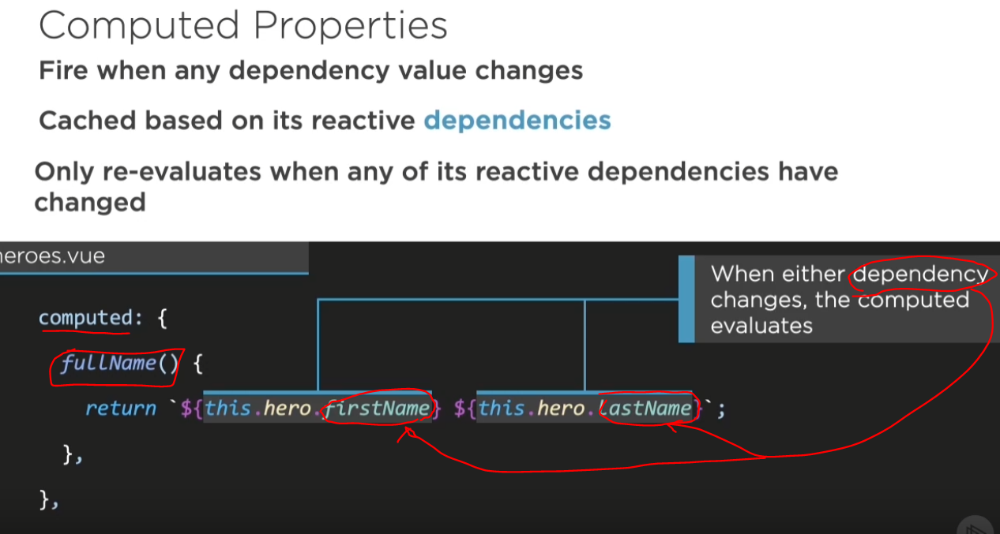 Computed Properties
Fire when any dependency value changes
Cached based on its reactive dependencies
Only re-evaluates when any of its reactive dependencies have
changed
heroes.vue
When either dependency
changes, the computed
evaluates
computed: {
fullName() {
return `${this.hero.firstName} ${this.hero.lastName}`;
},
},